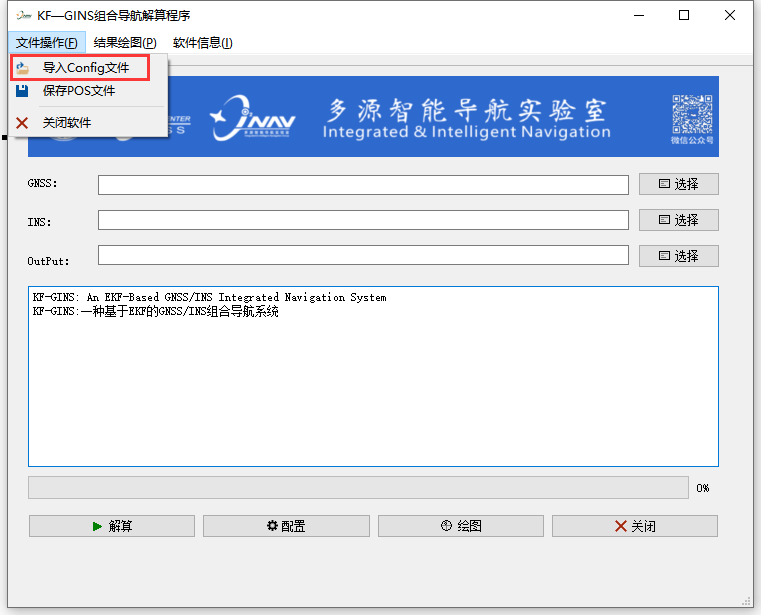 KF—GINS组合导航解算程序
文件操作(F) 结果绘图(P) 软件信息(I)
导入Config文件
保存POS文件
关闭软件
ENTER
S S
INAV
多源智能导航实验室
Integrated & Intelligent Navigation
微信公众号
GNSS: 选择
INS: 选择
OutPut: 选择
KF-GINS: An EKF-Based GNSS/INS Integrated Navigation System
KF-GINS:一种基于EKF的GNSS/INS组合导航系统
0%
解算 配置 绘图 关闭